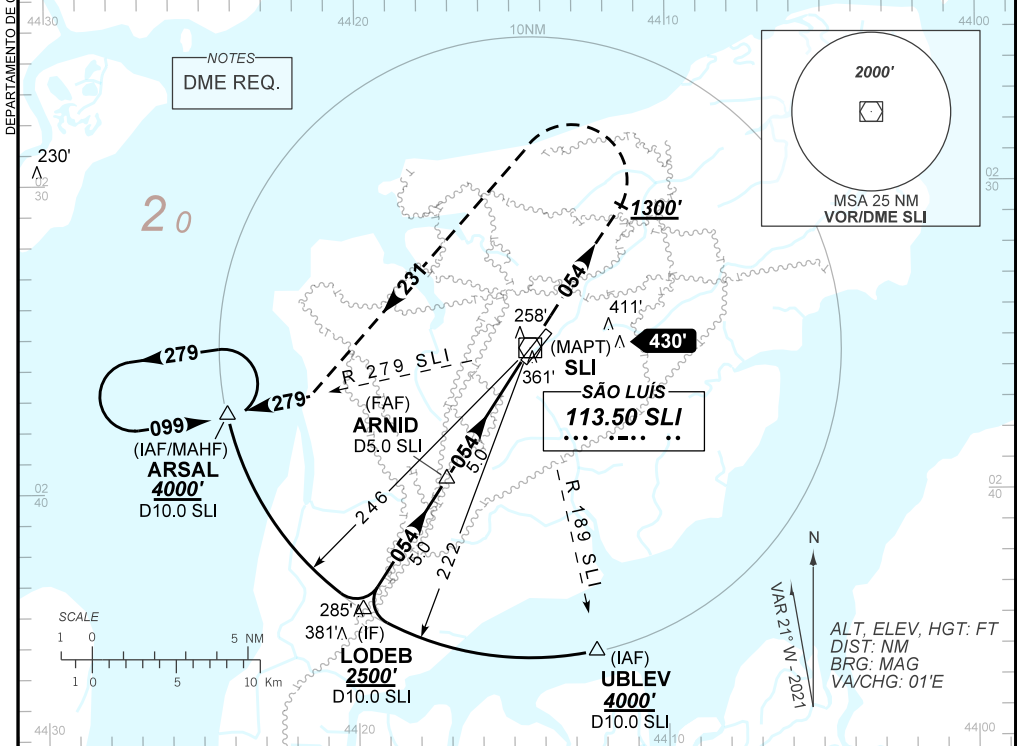 44 30
44 20
44 10
44 00
DEPARTAMENTO DE
10NM
NOTES
DME REQ.
2000'
MSA 25 NM
VOR/DME SLI
230'
02
30
02
30
20
1300'
231
054
258'
411'
430'
(MAPT)
SLI
361'
R 279 SLI
279
279
099
(IAF/MAHF)
ARSAL
4000'
D10.0 SLI
(FAF)
ARNID
D5.0 SLI
SÃO LUÍS
113.50 SLI
054
5.0
02
40
02
40
246
054
5.0
222
R 189 SLI
N
VAR 21° W - 2021
SCALE
1 0 5 NM
1 0 5 10 Km
285'
381' (IF)
LODEB
2500'
D10.0 SLI
(IAF)
UBLEV
4000'
D10.0 SLI
ALT, ELEV, HGT: FT
DIST: NM
BRG: MAG
VA/CHG: 01'E
44 30
44 20
44 10
44 00